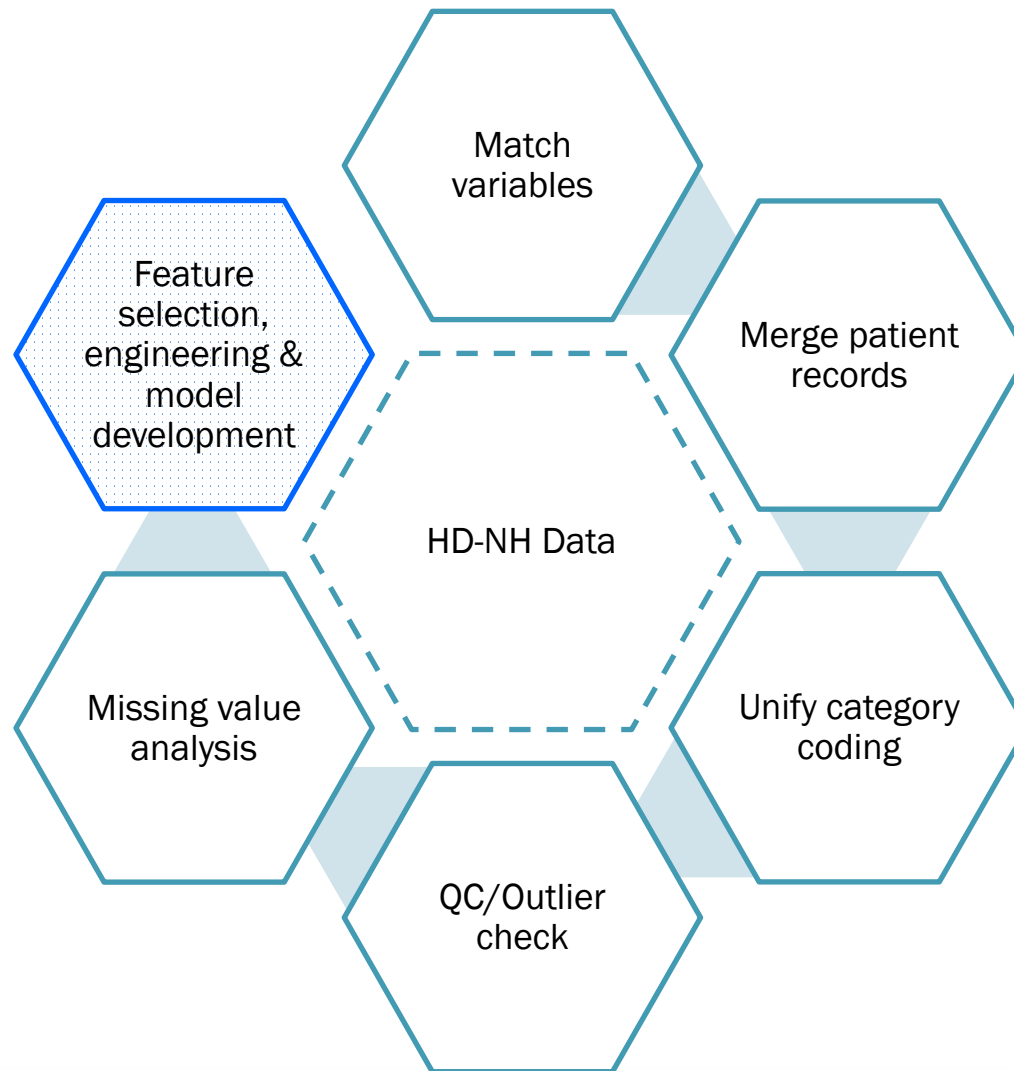 Match
variables
Merge patient
records
Unify category
coding
QC/Outlier
check
Missing value
analysis
Feature
selection,
engineering &
model
development
HD-NH Data